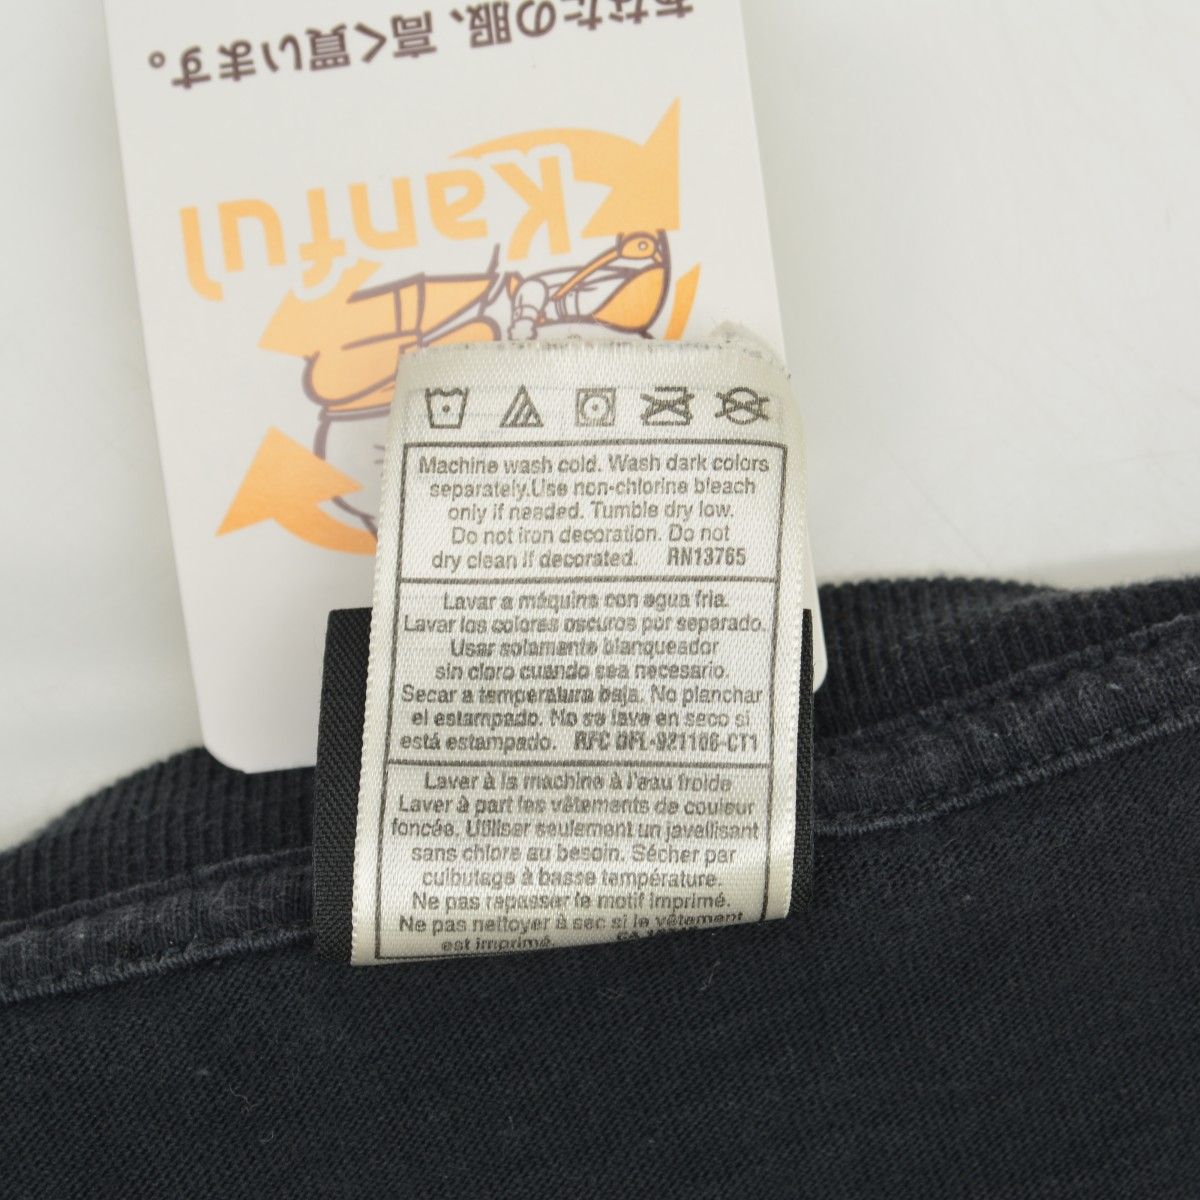 あなたの服、高く買います。
Kanful
Machine wash cold. Wash dark colors
separately.Use non-chlorine bleach
only if needed. Tumble dry low.
Do not iron decoration. Do not
dry clean if decorated. RN13765
Lavar a máquina con agua fria.
Lavar los colores oscuros por separado.
Usar solamente blanqueador
sin cloro cuando sea necesario.
Secar a temperatura baja. No planchar
el estampado. No se lave en seco si
está estampado. RFC DFL-921106-CT1
Laver à la machine à l'eau froide
Laver à part les vêtements de couleur
foncée. Utiliser seulement un javellisant
sans chlore au besoin. Sécher par
culbutage à basse température.
Ne pas repasser le motif imprimé.
Ne pas nettoyer à sec si le vêtement
est imprimé.